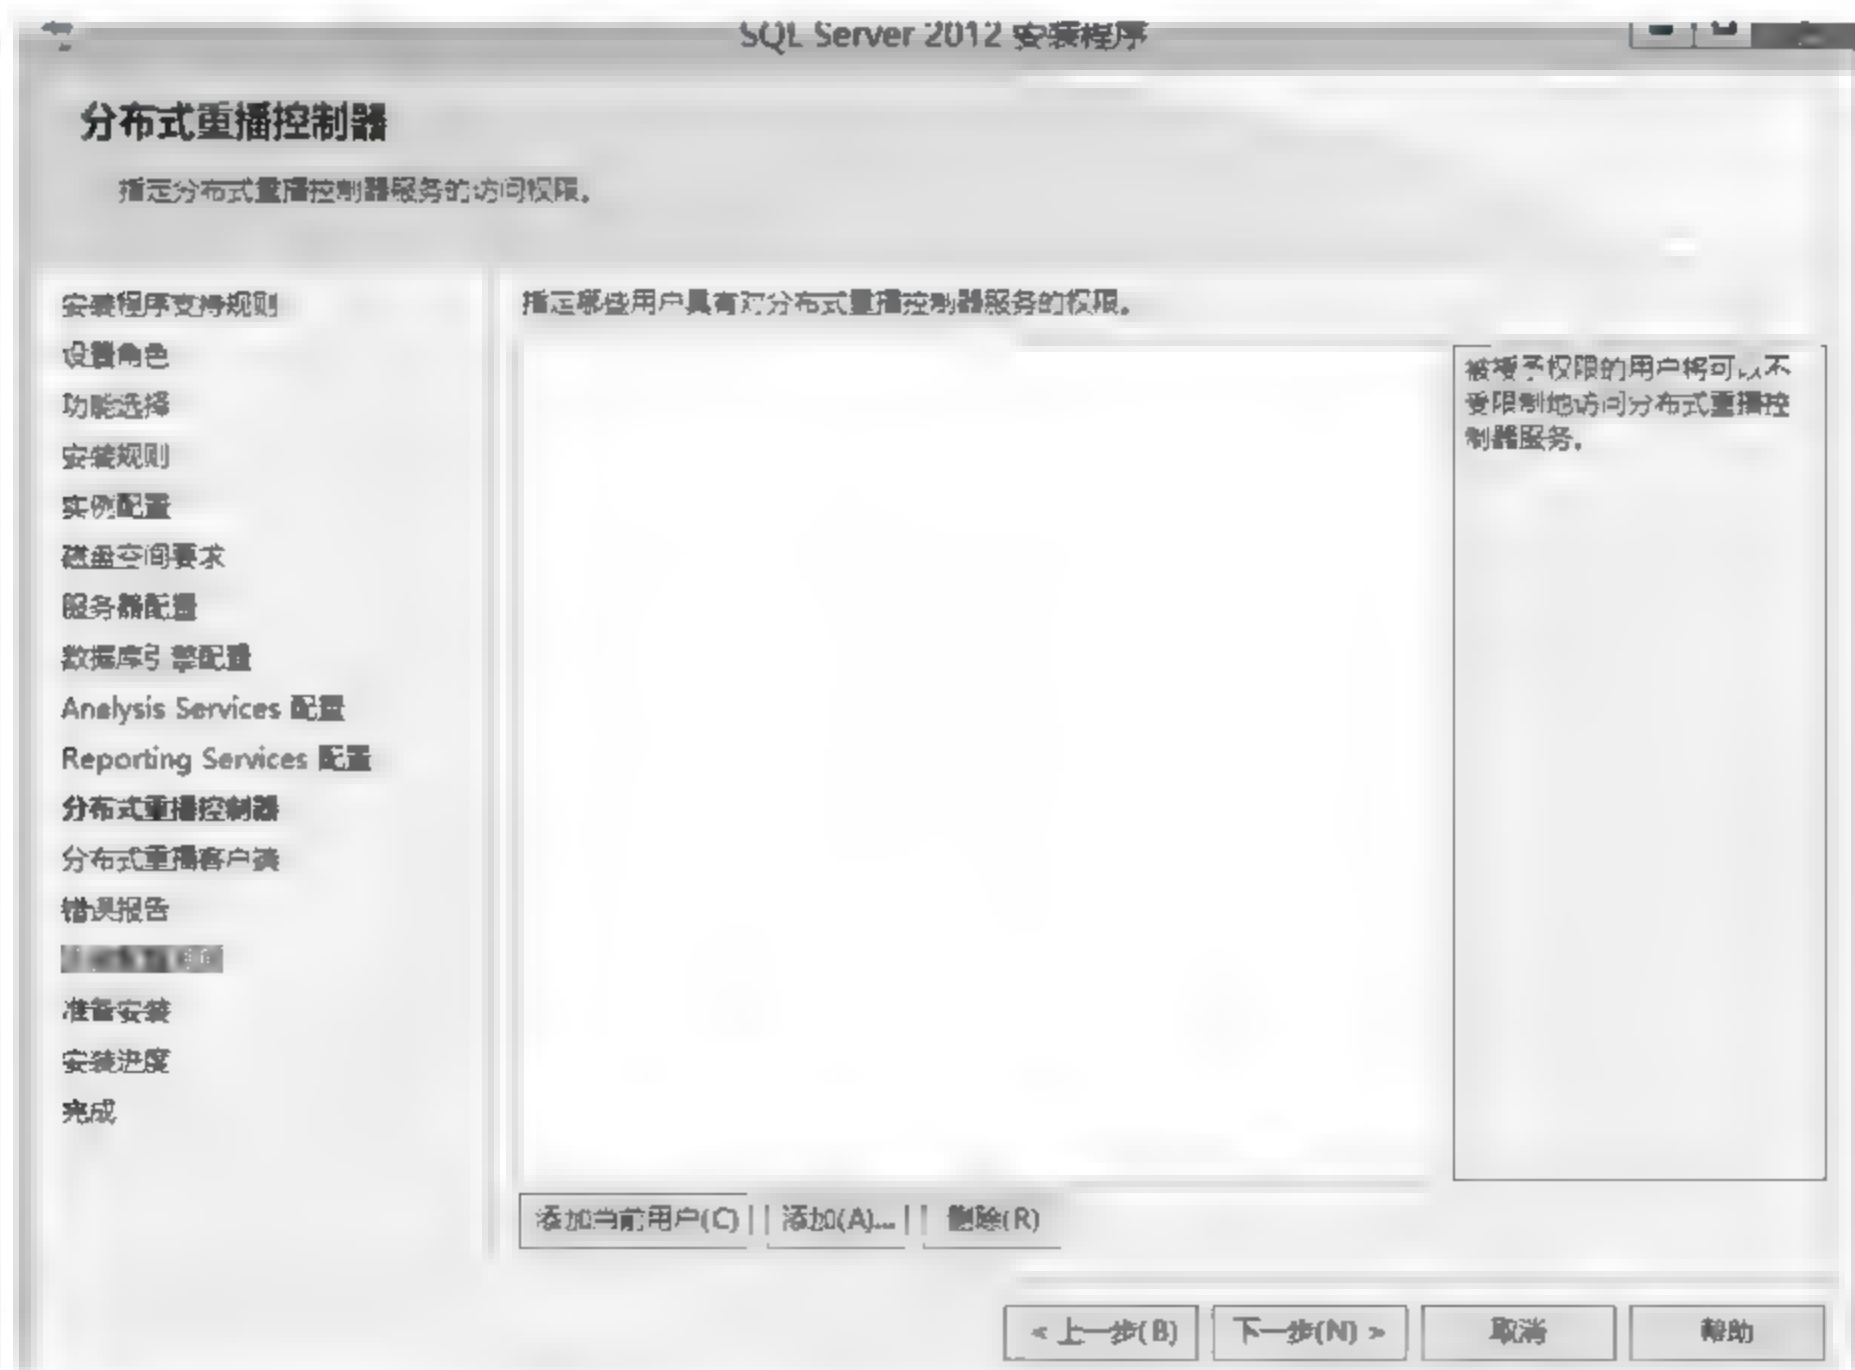 SQL Server 2012 安装程序
分布式重播控制器
指定分布式重播控制器服务的访问权限。
安装程序支持规则
设置角色
功能选择
安装规则
实例配置
磁盘空间要求
服务器配置
数据库引擎配置
Analysis Services 配置
Reporting Services 配置
分布式重播控制器
分布式重播客户端
错误报告
准备安装
安装进度
完成
指定哪些用户具有对分布式重播控制器服务的权限。
被授予权限的用户将可以不
受限制地访问分布式重播控
制器服务。
添加当前用户(C) 添加(A)... 删除(R)
< 上一步(B) 下一步(N) > 取消 帮助